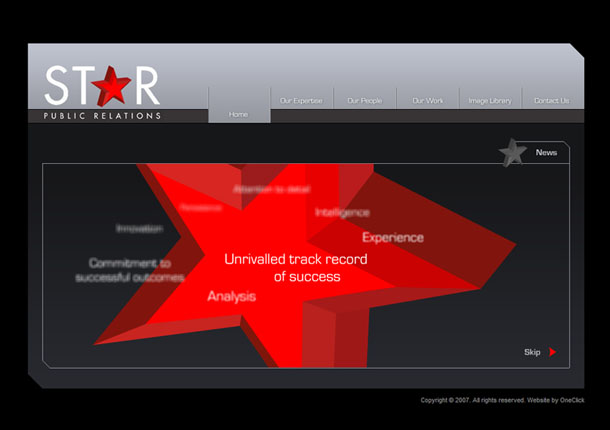 STAR
PUBLIC RELATIONS
Home
Our Expertise
Our People
Our Work
Image Library
Contact Us
News
Attention to detail
Persistence
Intelligence
Innovation
Experience
Unrivalled track record
of success
Commitment to
successful outcomes
Analysis
Skip
Copyright © 2007. All rights reserved. Website by OneClick